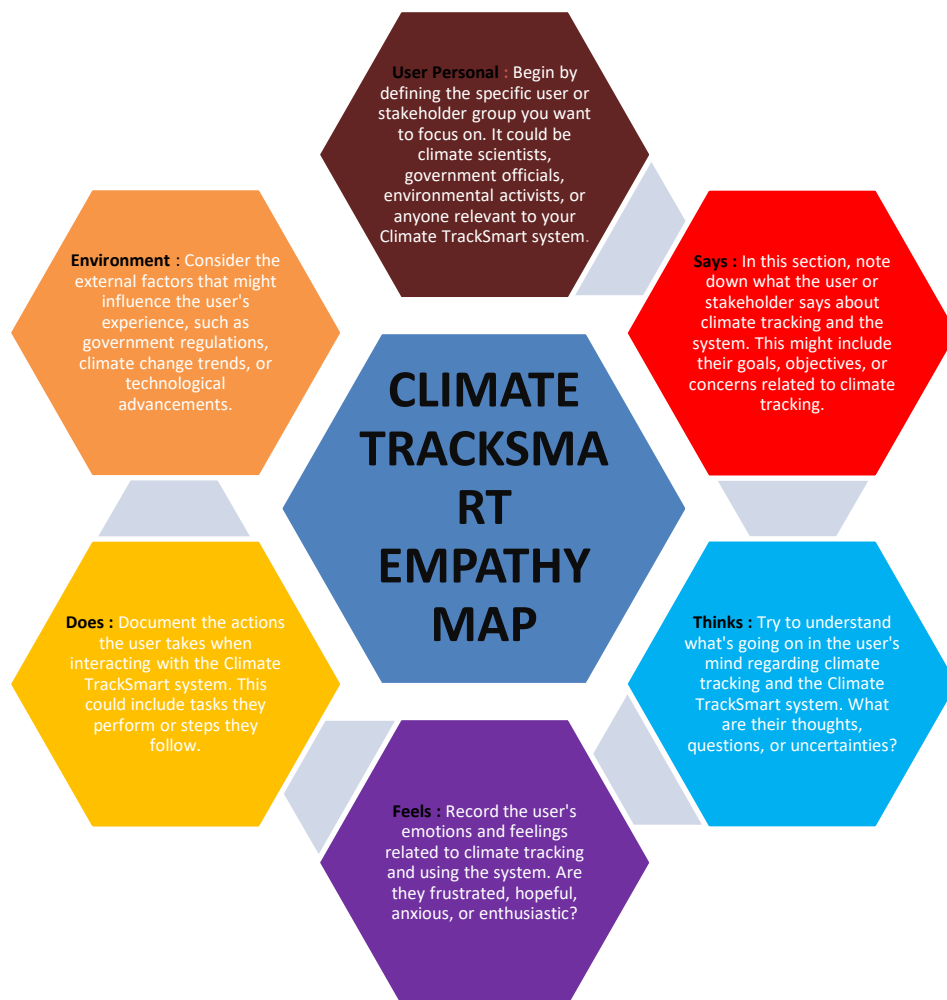 User Personal : Begin by
defining the specific user or
stakeholder group you want
to focus on. It could be
climate scientists,
government officials,
environmental activists, or
anyone relevant to your
Climate TrackSmart system.
Says : In this section, note
down what the user or
stakeholder says about
climate tracking and the
system. This might include
their goals, objectives, or
concerns related to climate
tracking.
Thinks : Try to understand
what's going on in the user's
mind regarding climate
tracking and the Climate
TrackSmart system. What
are their thoughts,
questions, or uncertainties?
Feels : Record the user's
emotions and feelings
related to climate tracking
and using the system. Are
they frustrated, hopeful,
anxious, or enthusiastic?
Does : Document the actions
the user takes when
interacting with the Climate
TrackSmart system. This
could include tasks they
perform or steps they
follow.
Environment : Consider the
external factors that might
influence the user's
experience, such as
government regulations,
climate change trends, or
technological
advancements.
CLIMATE
TRACKSMA
RT
EMPATHY
MAP